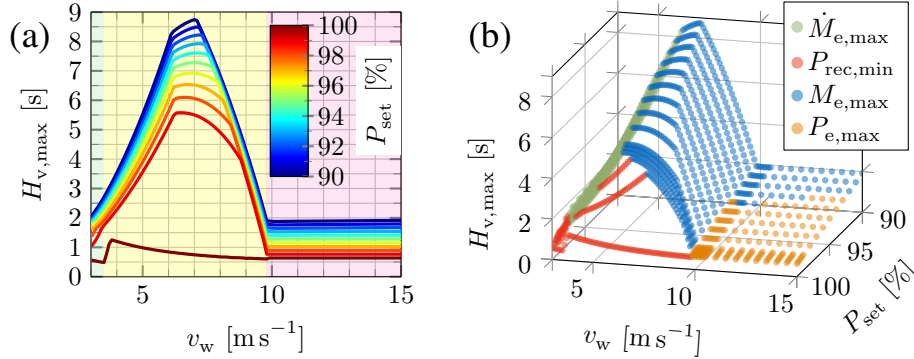 (a)
H_v,max [s]
9
8
7
6
5
4
3
2
1
0
5 10 15
v_w [m s⁻¹]
100
98
96
94
92
90
P_set [%]
(b)
H_v,max [s]
8
6
4
2
0
5 10 15
v_w [m s⁻¹]
90
95
100
P_set [%]
Ṁ_e,max
P_rec,min
M_e,max
P_e,max